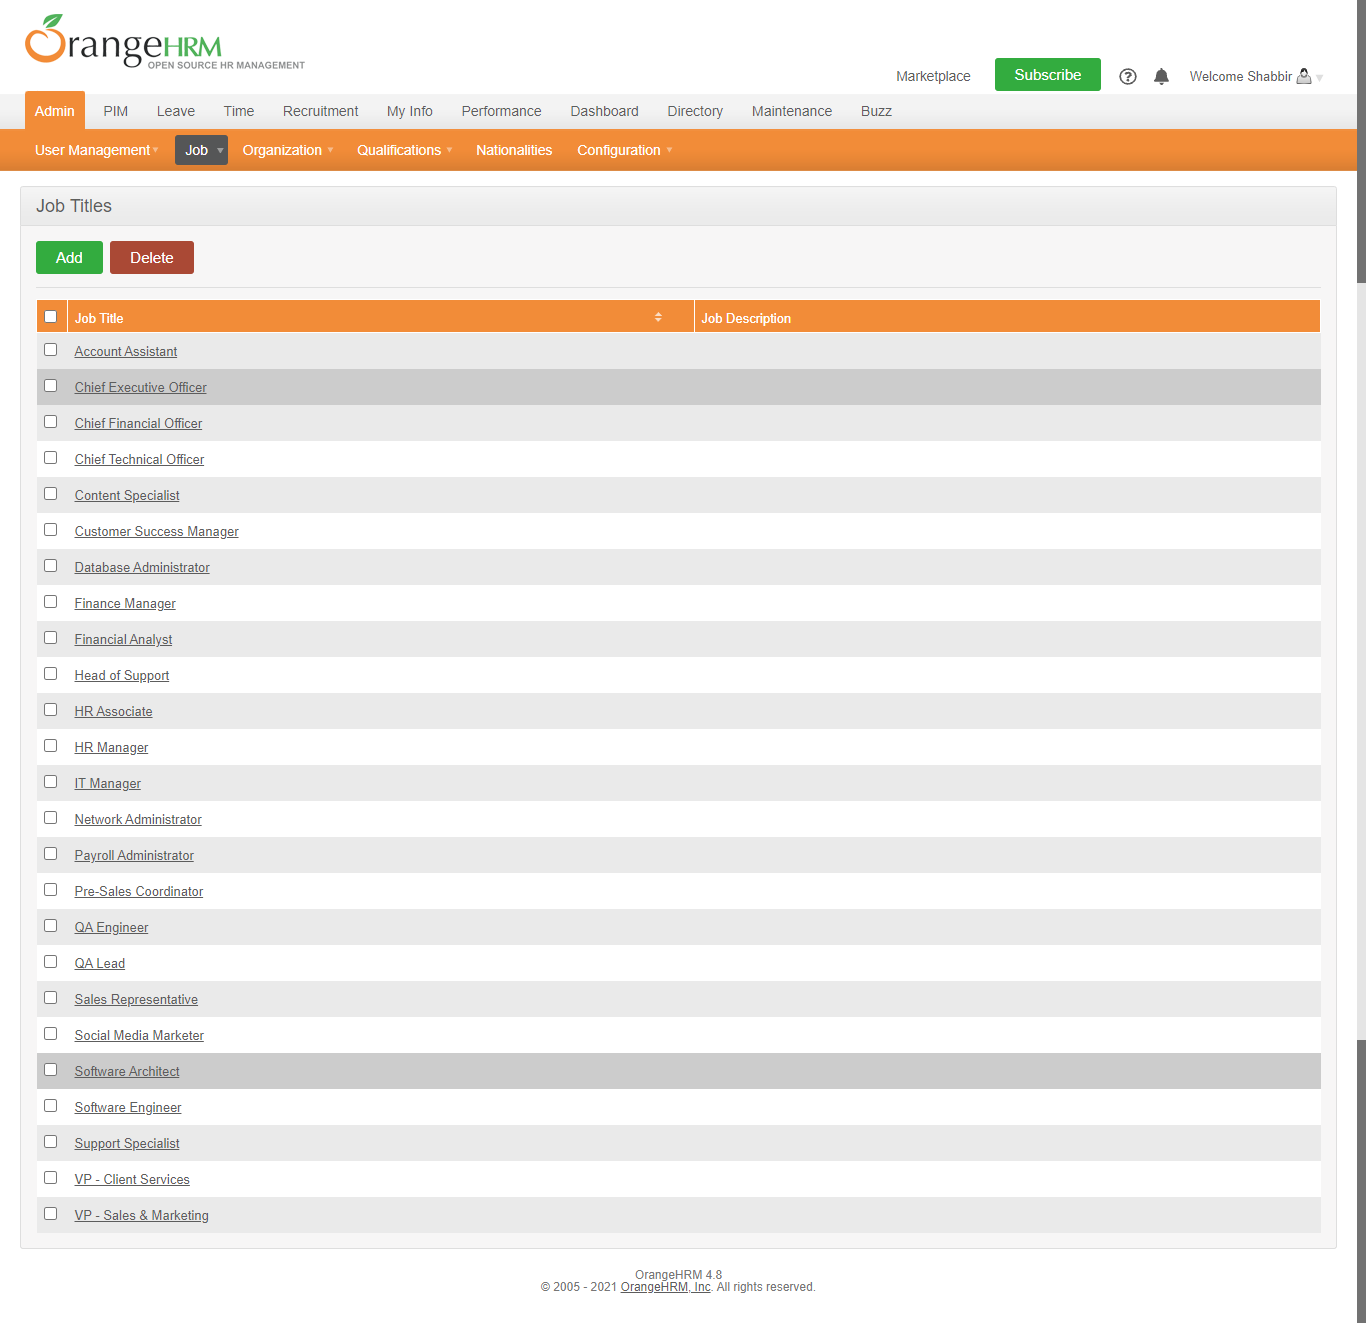 OrangeHRM
OPEN SOURCE HR MANAGEMENT
Marketplace Subscribe Welcome Shabbir
Admin PIM Leave Time Recruitment My Info Performance Dashboard Directory Maintenance Buzz
User Management Job Organization Qualifications Nationalities Configuration
Job Titles
Add Delete
Job Title Job Description
Account Assistant
Chief Executive Officer
Chief Financial Officer
Chief Technical Officer
Content Specialist
Customer Success Manager
Database Administrator
Finance Manager
Financial Analyst
Head of Support
HR Associate
HR Manager
IT Manager
Network Administrator
Payroll Administrator
Pre-Sales Coordinator
QA Engineer
QA Lead
Sales Representative
Social Media Marketer
Software Architect
Software Engineer
Support Specialist
VP - Client Services
VP - Sales & Marketing
OrangeHRM 4.8
© 2005 - 2021 OrangeHRM, Inc. All rights reserved.